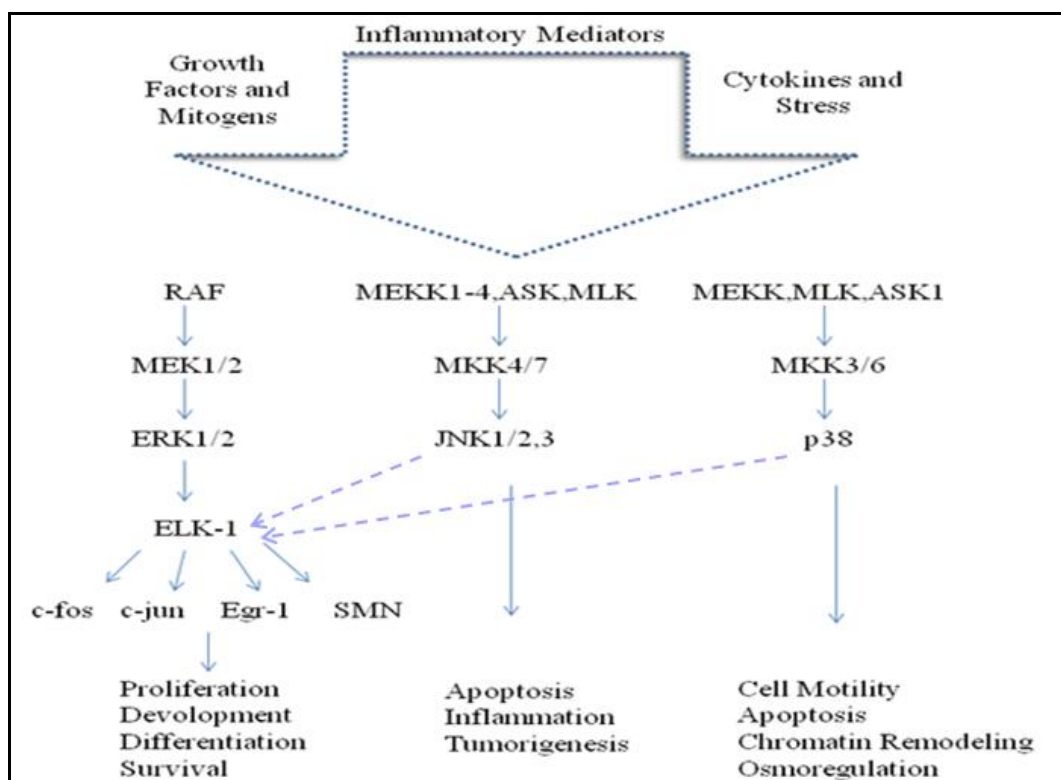 Inflammatory Mediators
Growth
Factors and
Mitogens
Cytokines and
Stress
RAF
MEKK1-4,ASK,MLK
MEKK,MLK,ASK1
MEK1/2
MKK4/7
MKK3/6
ERK1/2
JNK1/2,3
p38
ELK-1
c-fos
c-jun
Egr-1
SMN
Proliferation
Devolopment
Differentiation
Survival
Apoptosis
Inflammation
Tumorigenesis
Cell Motility
Apoptosis
Chromatin Remodeling
Osmoregulation